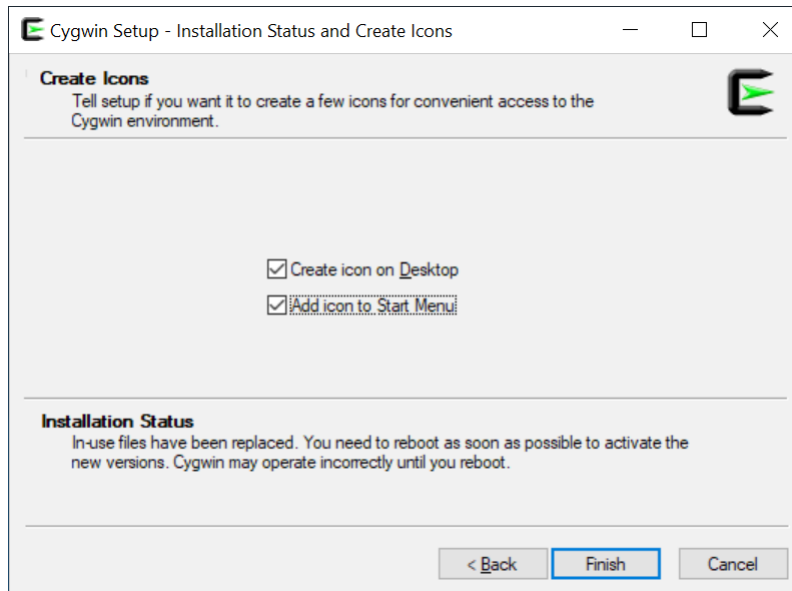 Cygwin Setup - Installation Status and Create Icons
Create Icons
Tell setup if you want it to create a few icons for convenient access to the
Cygwin environment.
Create icon on Desktop
Add icon to Start Menu
Installation Status
In-use files have been replaced. You need to reboot as soon as possible to activate the
new versions. Cygwin may operate incorrectly until you reboot.
< Back Finish Cancel